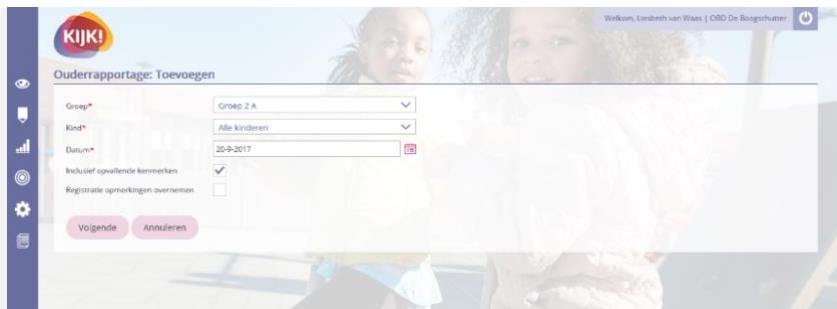 Welkom, Liesbeth van Waas | OBD De Boogschutter
KIJK!
Ouderrapportage: Toevoegen
Groep*
Groep 2 A
Kind*
Alle kinderen
Datum*
20-9-2017
Inclusief opvallende kenmerken
Registratie opmerkingen overnemen
Volgende
Annuleren